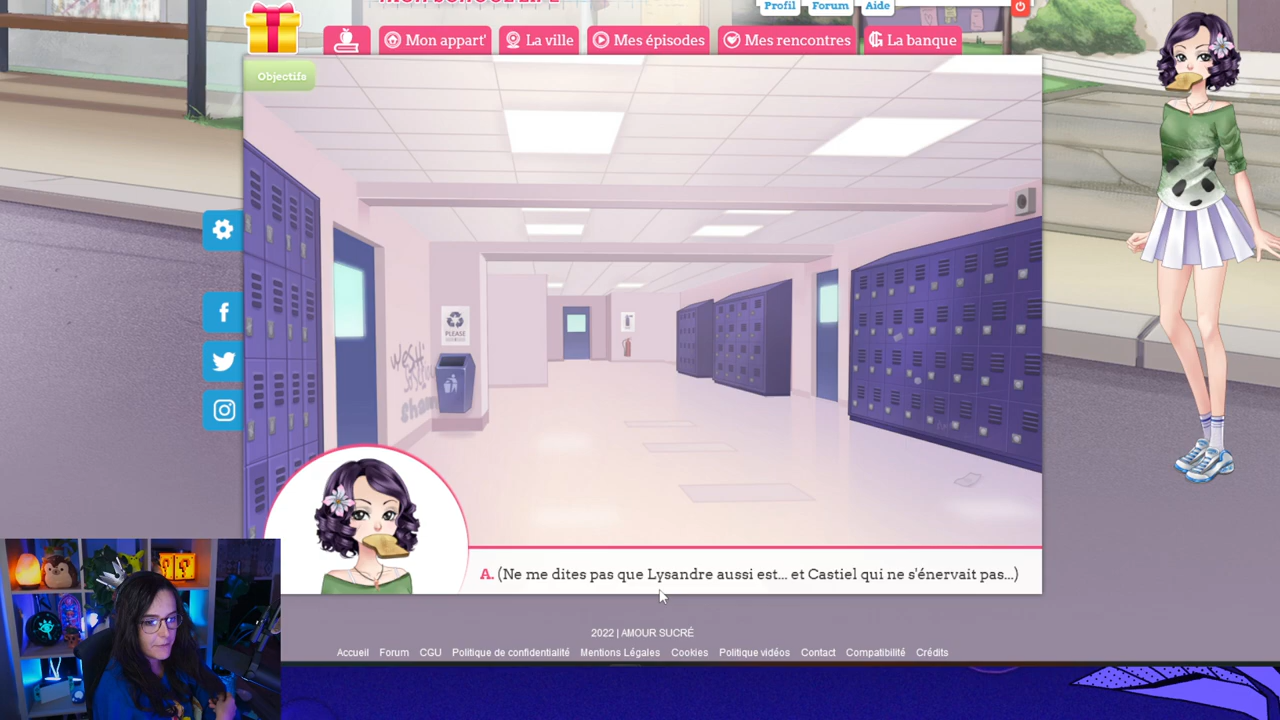 Profil
Forum
Aide
Mon appart'
La ville
Mes épisodes
Mes rencontres
La banque
Objectifs
PLEASE
WeSH
A. (Ne me dites pas que Lysandre aussi est... et Castiel qui ne s'énervait pas...)
2022 | AMOUR SUCRÉ
Accueil Forum CGU Politique de confidentialité Mentions Légales Cookies Politique vidéos Contact Compatibilité Crédits